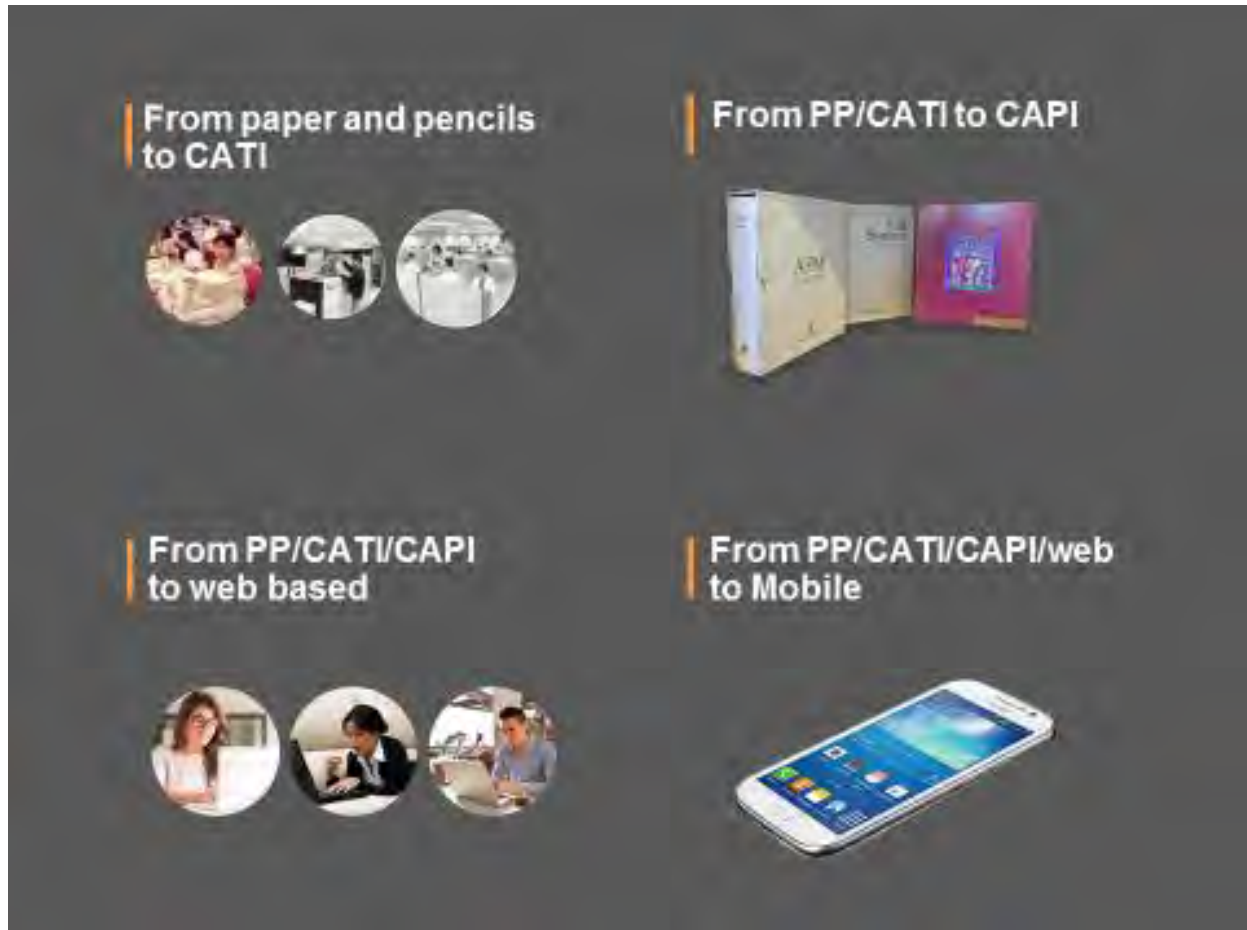 From paper and pencils
to CATI
From PP/CATI to CAPI
From PP/CATI/CAPI
to web based
From PP/CATI/CAPI/web
to Mobile